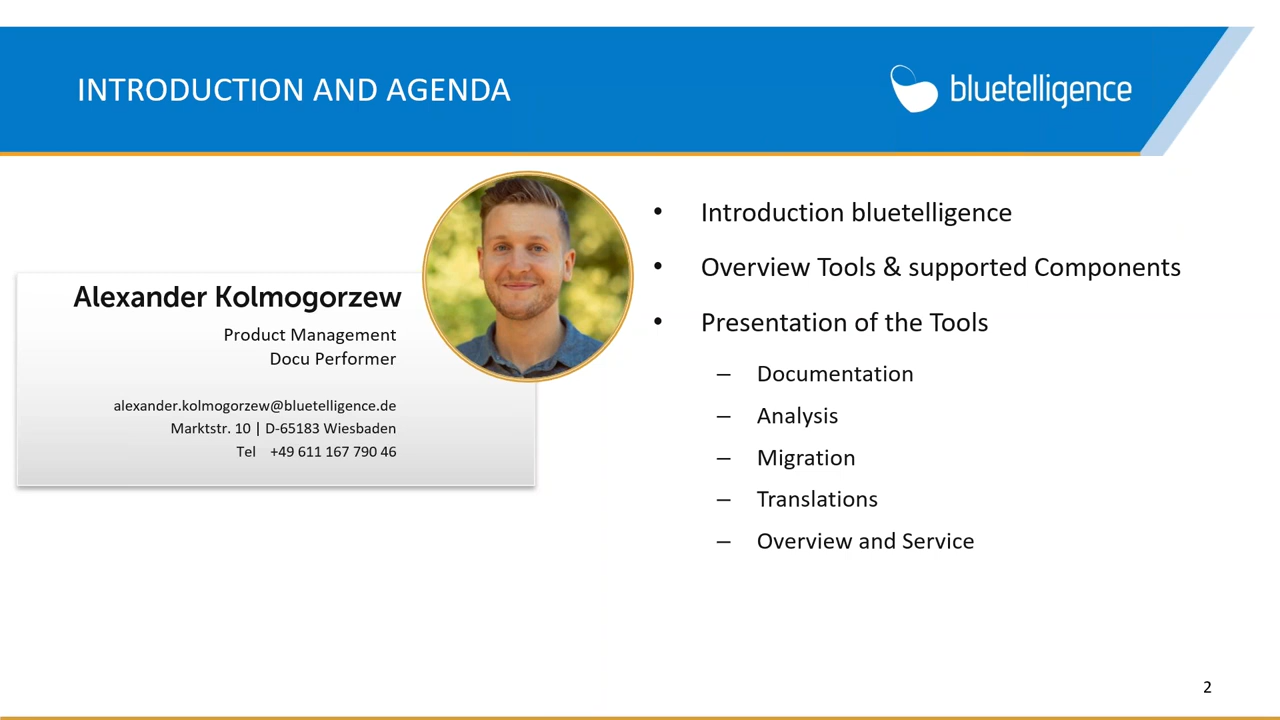 INTRODUCTION AND AGENDA
bluetelligence
Alexander Kolmogorzew
Product Management
Docu Performer
alexander.kolmogorzew@bluetelligence.de
Marktstr. 10 | D-65183 Wiesbaden
Tel +49 611 167 790 46
• Introduction bluetelligence
• Overview Tools & supported Components
• Presentation of the Tools
– Documentation
– Analysis
– Migration
– Translations
– Overview and Service
2